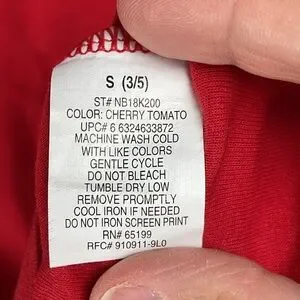 S (3/5)
ST# NB18K200
COLOR: CHERRY TOMATO
UPC# 6 6324633872
MACHINE WASH COLD
WITH LIKE COLORS
GENTLE CYCLE
DO NOT BLEACH
TUMBLE DRY LOW
REMOVE PROMPTLY
COOL IRON IF NEEDED
DO NOT IRON SCREEN PRINT
RN# 65199
RFC# 910911-9L0